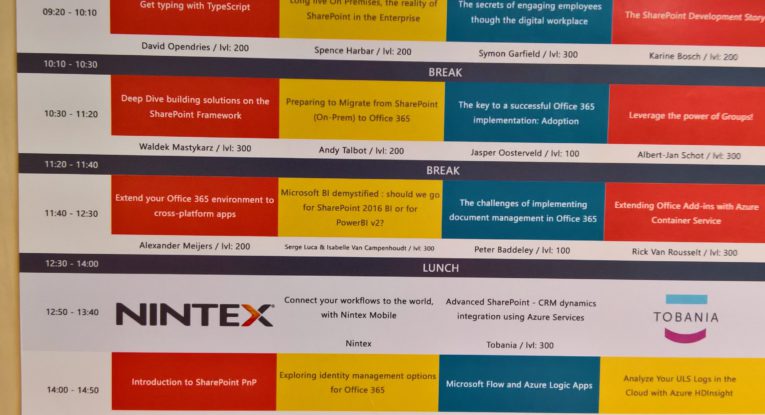 09:20 - 10:10
Get typing with TypeScript
David Opendries / lvl: 200
the reality of
SharePoint in the Enterprise
Spence Harbar / lvl: 200
The secrets of engaging employees
though the digital workplace
Symon Garfield / lvl: 300
The SharePoint Development Story
Karine Bosch / lvl: 200
10:10 - 10:30
BREAK
10:30 - 11:20
Deep Dive building solutions on the
SharePoint Framework
Waldek Mastykarz / lvl: 300
Preparing to Migrate from SharePoint
(On-Prem) to Office 365
Andy Talbot / lvl: 200
The key to a successful Office 365
implementation: Adoption
Jasper Oosterveld / lvl: 100
Leverage the power of Groups!
Albert-Jan Schot / lvl: 300
11:20 - 11:40
BREAK
11:40 - 12:30
Extend your Office 365 environment to
cross-platform apps
Alexander Meijers / lvl: 200
Microsoft BI demystified : should we go
for SharePoint 2016 BI or for
PowerBI v2?
Serge Luca & Isabelle Van Campenhoudt / lvl: 300
The challenges of implementing
document management in Office 365
Peter Baddeley / lvl: 100
Extending Office Add-ins with Azure
Container Service
Rick Van Rousselt / lvl: 300
12:30 - 14:00
LUNCH
12:50 - 13:40
NINTEX
Connect your workflows to the world,
with Nintex Mobile
Nintex
Advanced SharePoint - CRM dynamics
integration using Azure Services
Tobania / lvl: 300
TOBANIA
14:00 - 14:50
Introduction to SharePoint PnP
Exploring identity management options
for Office 365
Microsoft Flow and Azure Logic Apps
Analyze Your ULS Logs in the
Cloud with Azure HDInsight